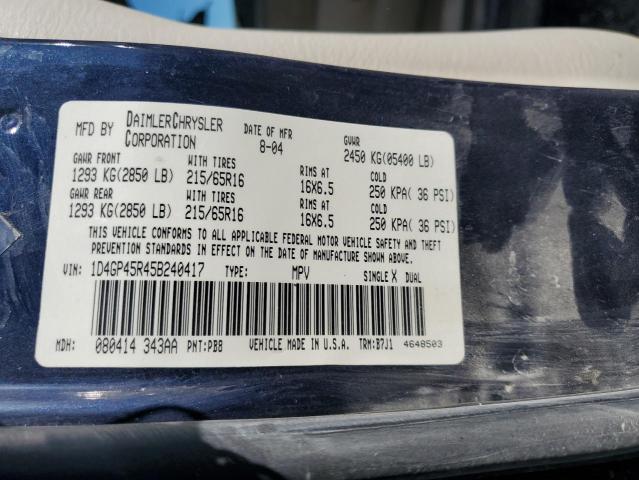 MFD BY DAIMLERCHRYSLER CORPORATION DATE OF MFR 8-04 GVWR 2450 KG(05400 LB)
GAWR FRONT WITH TIRES RIMS AT COLD
1293 KG(2850 LB) 215/65R16 16X6.5 250 KPA( 36 PSI)
GAWR REAR WITH TIRES RIMS AT COLD
1293 KG(2850 LB) 215/65R16 16X6.5 250 KPA( 36 PSI)
THIS VEHICLE CONFORMS TO ALL APPLICABLE FEDERAL MOTOR VEHICLE SAFETY AND THEFT
PREVENTION STANDARDS IN EFFECT ON THE DATE OF MANUFACTURE SHOWN ABOVE.
VIN: 1D4GP45R45B240417 TYPE: MPV SINGLE X DUAL
MDH: 080414 343AA PNT:PB8 VEHICLE MADE IN U.S.A. TRM:B7J1 4648503